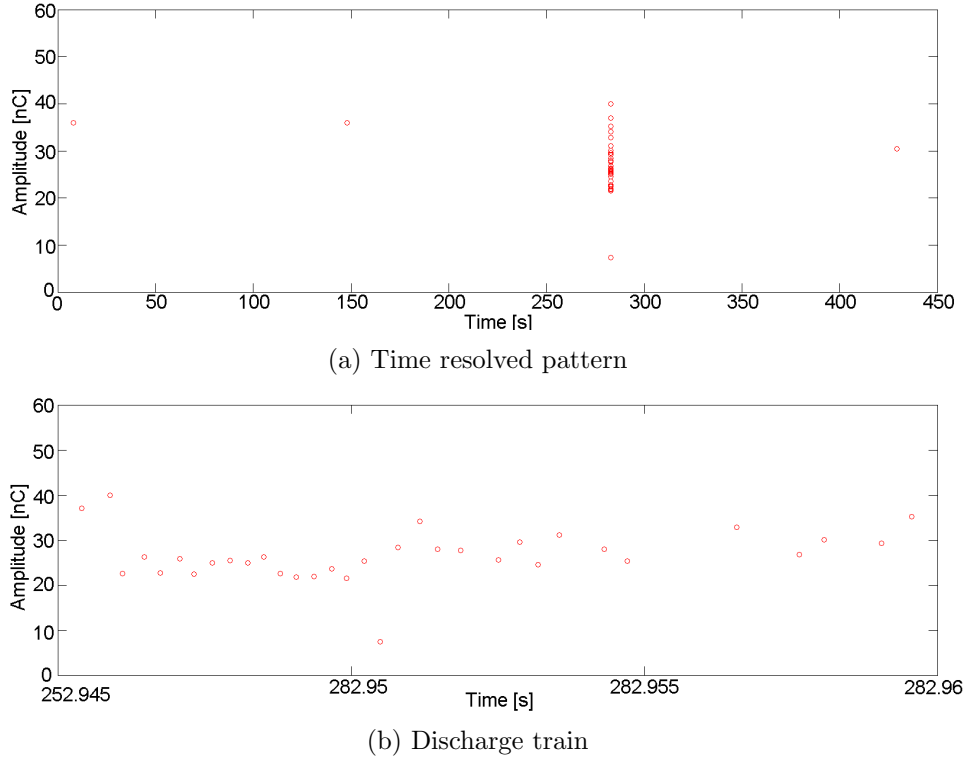 60
50
40
30
20
10
0
Amplitude [nC]
0 50 100 150 200 250 300 350 400 450
Time [s]
(a) Time resolved pattern
60
50
40
30
20
10
0
Amplitude [nC]
252.945 282.95 282.955 282.96
Time [s]
(b) Discharge train